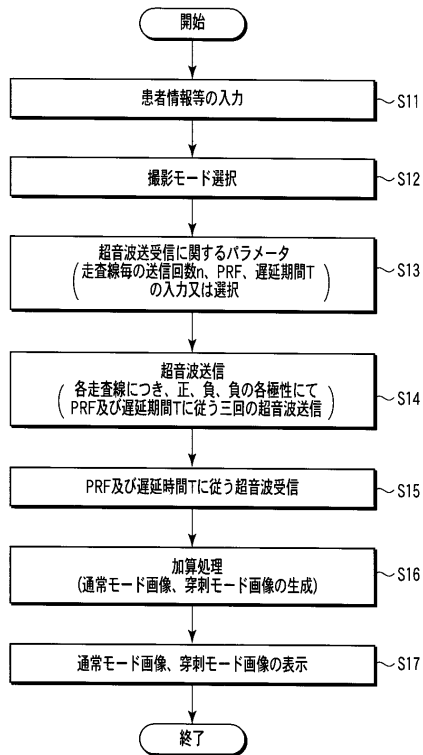 開始
患者情報等の入力
S11
撮影モード選択
S12
超音波送受信に関するパラメータ
(走査線毎の送信回数n、PRF、遅延期間T
の入力又は選択)
S13
超音波送信
(各走査線につき、正、負、負の各極性にて
PRF及び遅延期間Tに従う三回の超音波送信)
S14
PRF及び遅延時間Tに従う超音波受信
S15
加算処理
(通常モード画像、穿刺モード画像の生成)
S16
通常モード画像、穿刺モード画像の表示
S17
終了